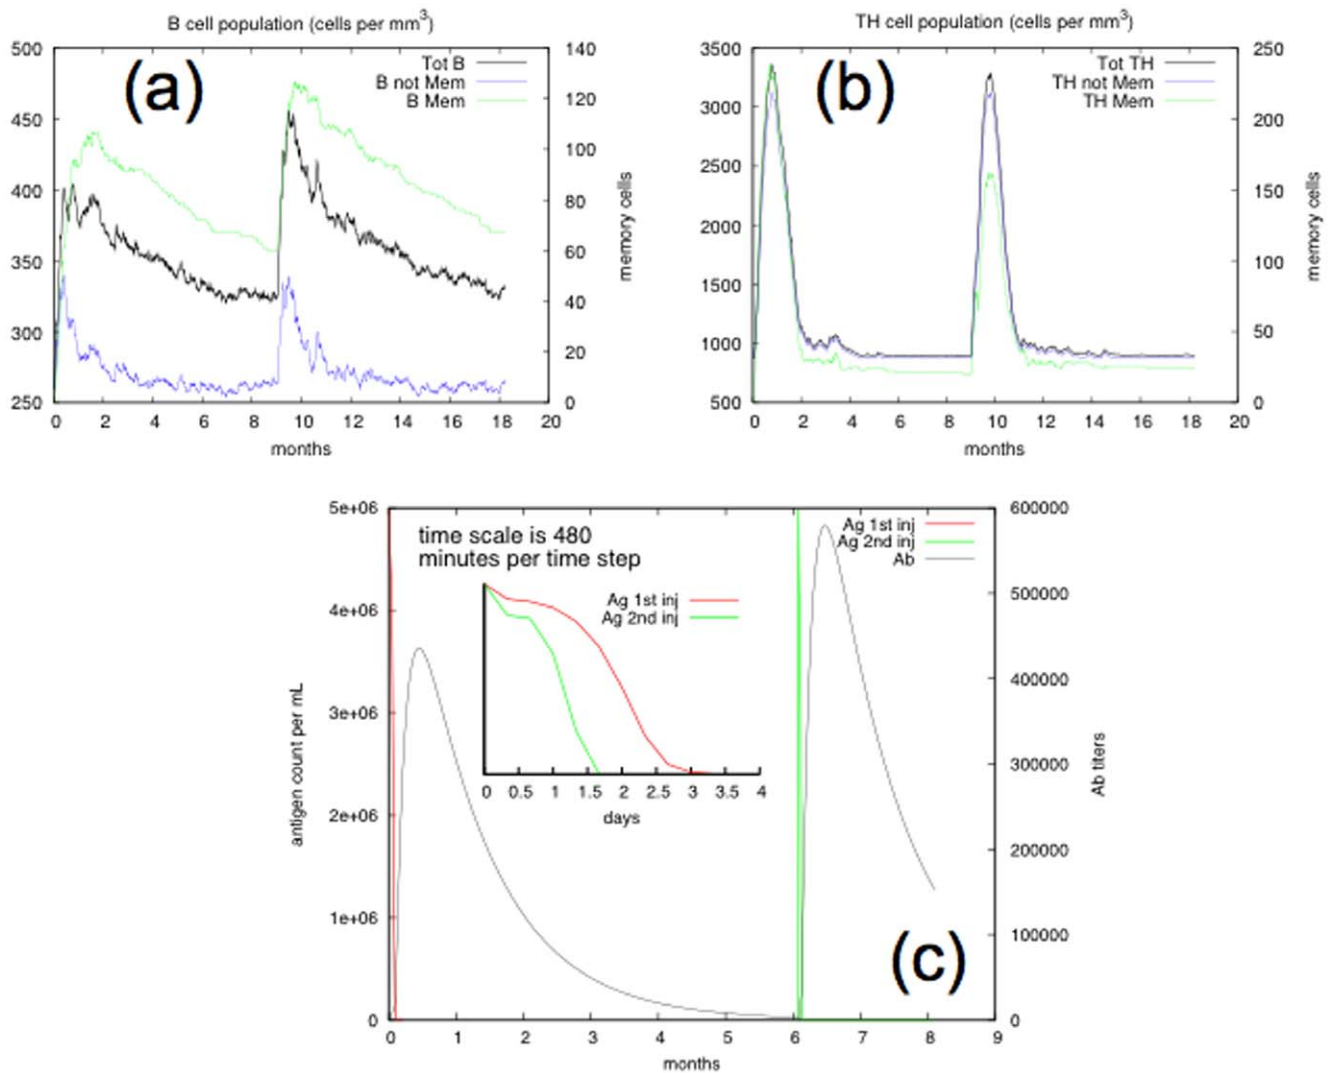 B cell population (cells per mm3)
500
450
400
350
300
250
140
120
100
80
60
40
20
0
(a)
Tot B
B not Mem
B Mem
memory cells
0 2 4 6 8 10 12 14 16 18 20
months
TH cell population (cells per mm3)
3500
3000
2500
2000
1500
1000
500
250
200
150
100
50
0
(b)
Tot TH
TH not Mem
TH Mem
memory cells
0 2 4 6 8 10 12 14 16 18 20
months
5e+06
4e+06
3e+06
2e+06
1e+06
0
antigen count per mL
time scale is 480
minutes per time step
Ag 1st inj
Ag 2nd inj
Ab
Ag 1st inj
Ag 2nd inj
0 0.5 1 1.5 2 2.5 3 3.5 4
days
600000
500000
400000
300000
200000
100000
0
Ab titers
(c)
0 1 2 3 4 5 6 7 8 9
months